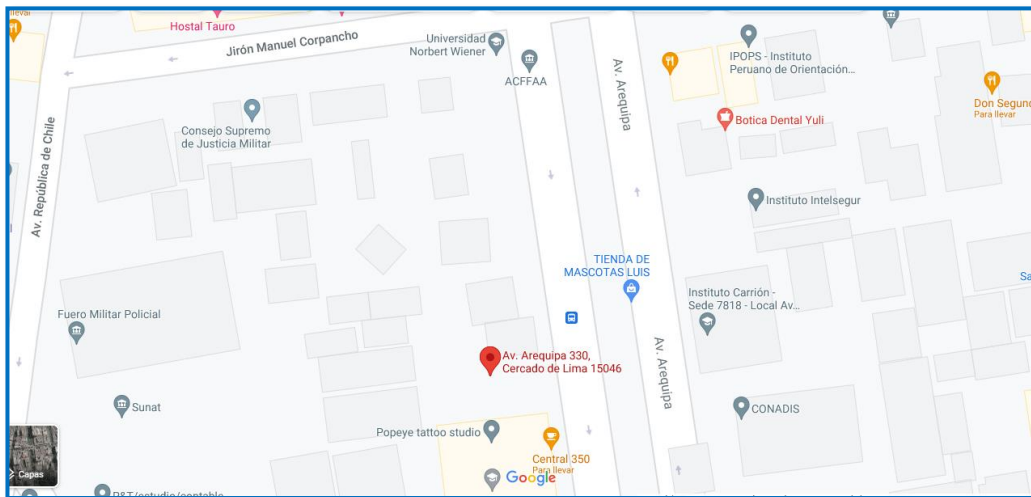 llevar
Hostal Tauro
Jirón Manuel Corpancho
Universidad
Norbert Wiener
ACFFAA
Av. Arequipa
IPOPS - Instituto
Peruano de Orientación...
Don Segund
Para llevar
Botica Dental Yuli
Consejo Supremo
de Justicia Militar
Av. República de Chile
Instituto Intelsegur
TIENDA DE
MASCOTAS LUIS
Sa
Instituto Carrión -
Sede 7818 - Local Av...
Fuero Militar Policial
Av. Arequipa 330,
Cercado de Lima 15046
Av. Arequipa
Sunat
CONADIS
Popeye tattoo studio
Central 350
Para llevar
Capas
Google